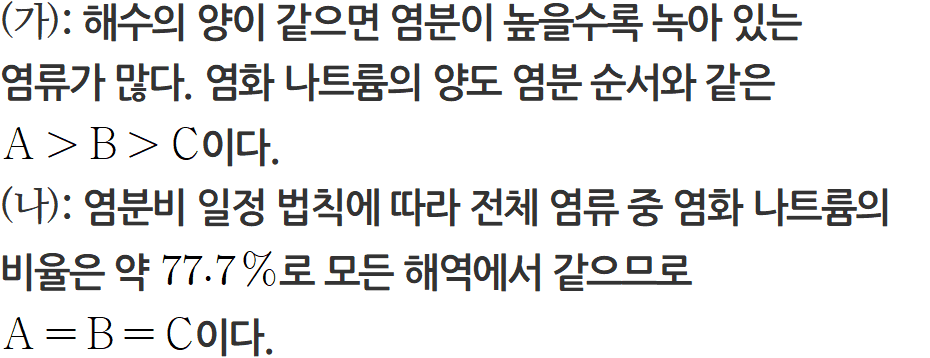 (가): 해수의 양이 같으면 염분이 높을수록 녹아 있는
염류가 많다. 염화 나트륨의 양도 염분 순서와 같은
A > B > C이다.
(나): 염분비 일정 법칙에 따라 전체 염류 중 염화 나트륨의
비율은 약 77.7%로 모든 해역에서 같으므로
A = B = C이다.